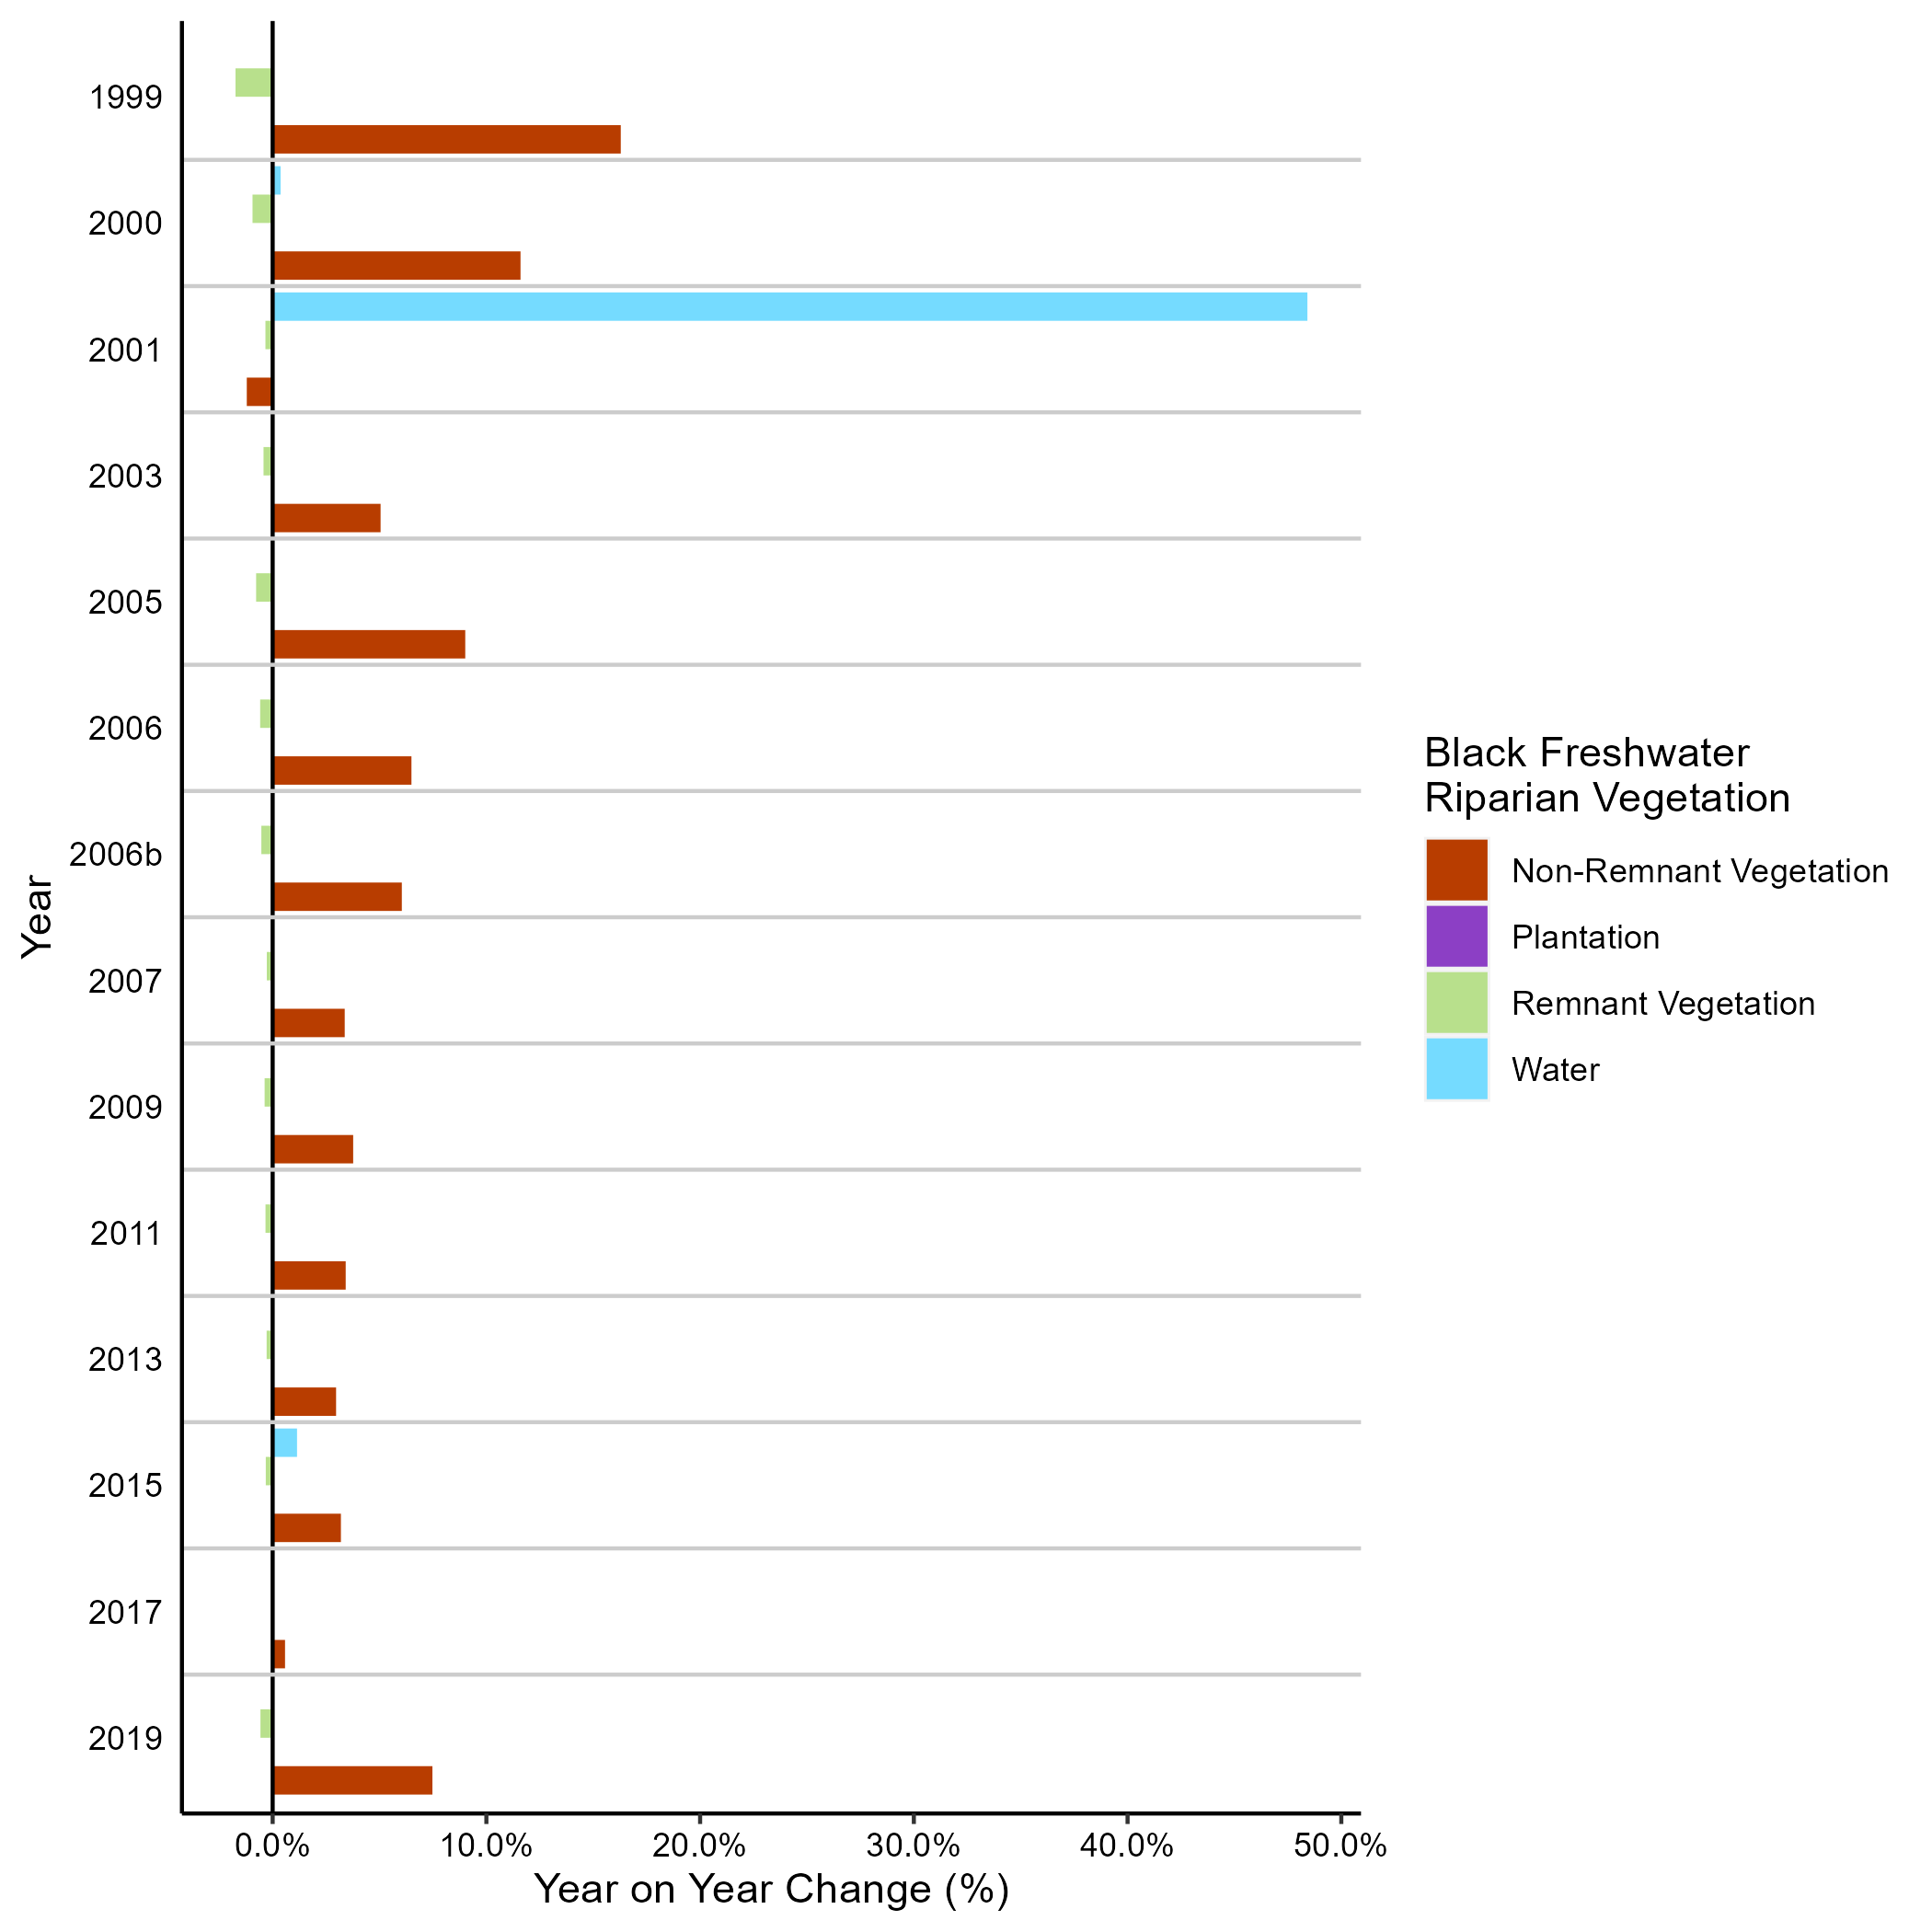 1999
2000
2001
2003
2005
2006
2006b
2007
2009
2011
2013
2015
2017
2019
Year
0.0%
10.0%
20.0%
30.0%
40.0%
50.0%
Year on Year Change (%)
Black Freshwater
Riparian Vegetation
Non-Remnant Vegetation
Plantation
Remnant Vegetation
Water